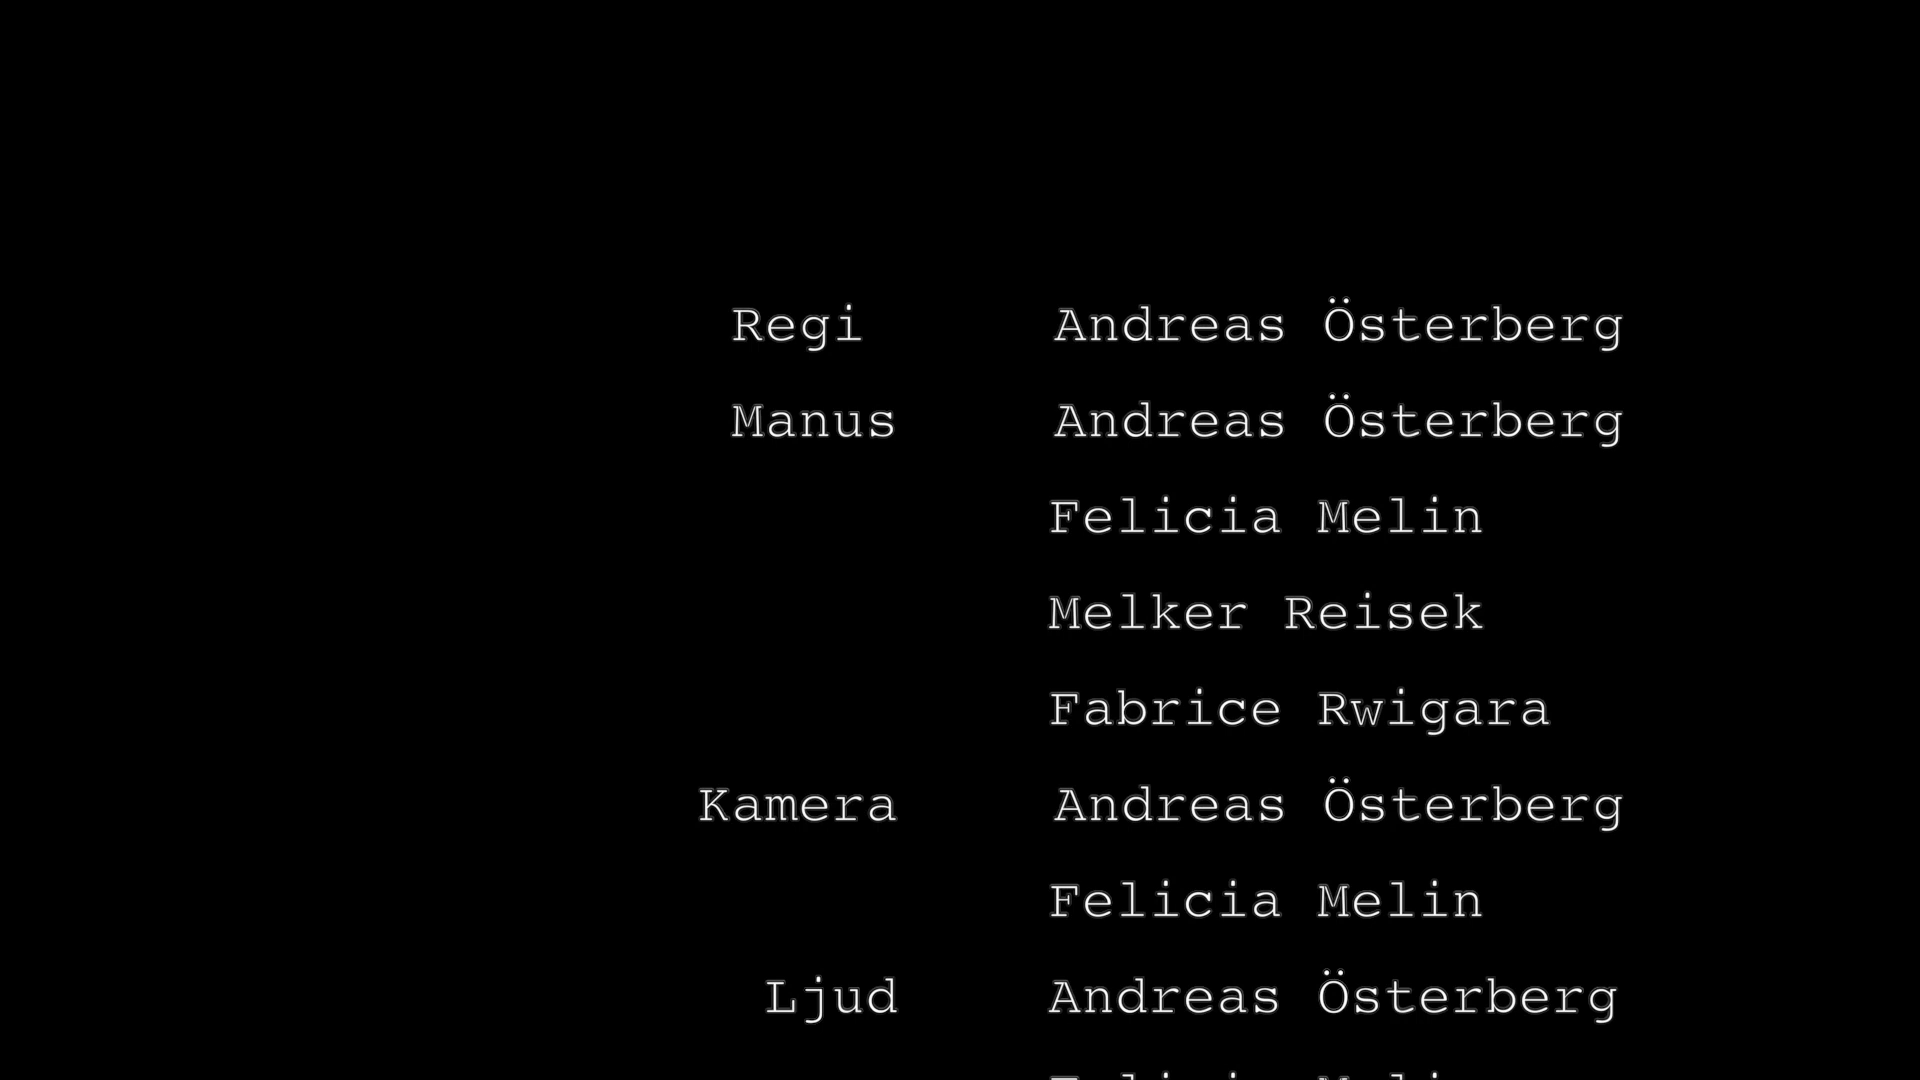 Regi Andreas Österberg
Manus Andreas Österberg
Felicia Melin
Melker Reisek
Fabrice Rwigara
Kamera Andreas Österberg
Felicia Melin
Ljud Andreas Österberg